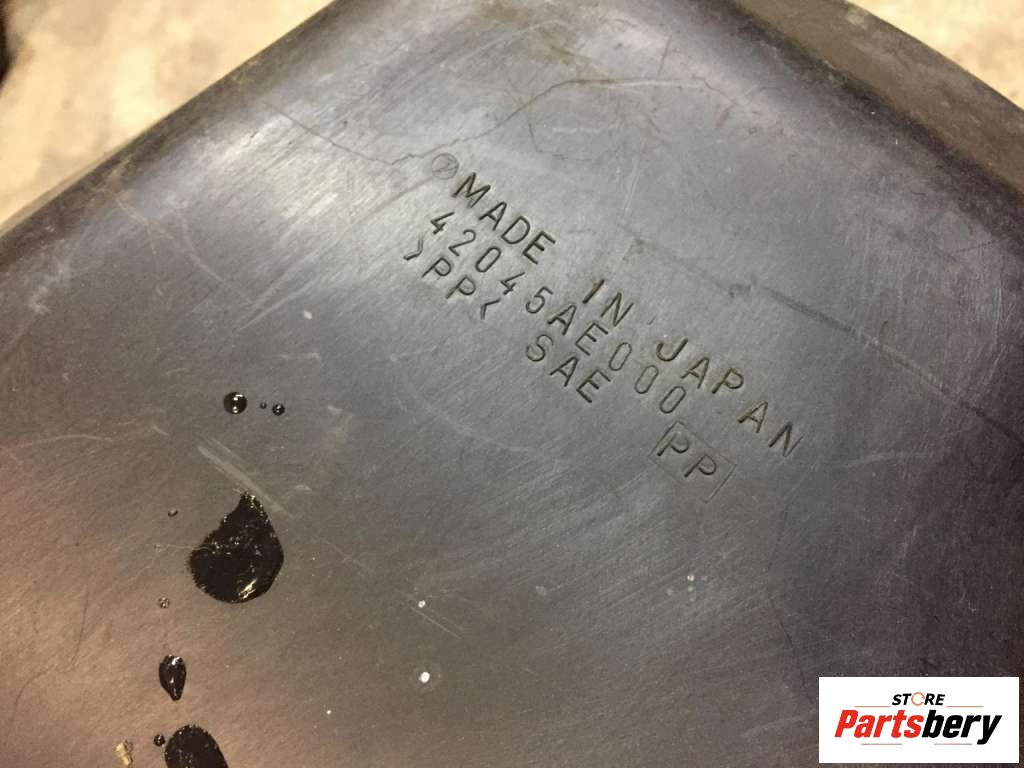 MADE IN JAPAN
42045AE000
>PP< SAE PP
STORE
Partsbery